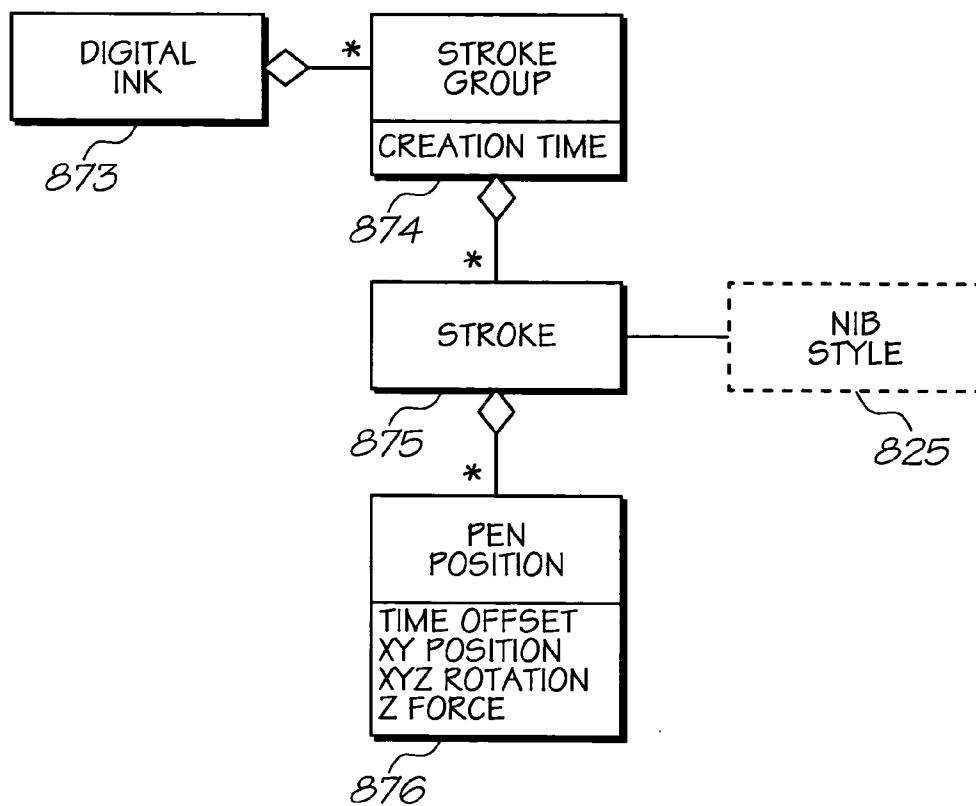 DIGITAL
INK
873
*
STROKE
GROUP
CREATION TIME
874
*
STROKE
875
NIB
STYLE
825
*
PEN
POSITION
TIME OFFSET
XY POSITION
XYZ ROTATION
Z FORCE
876